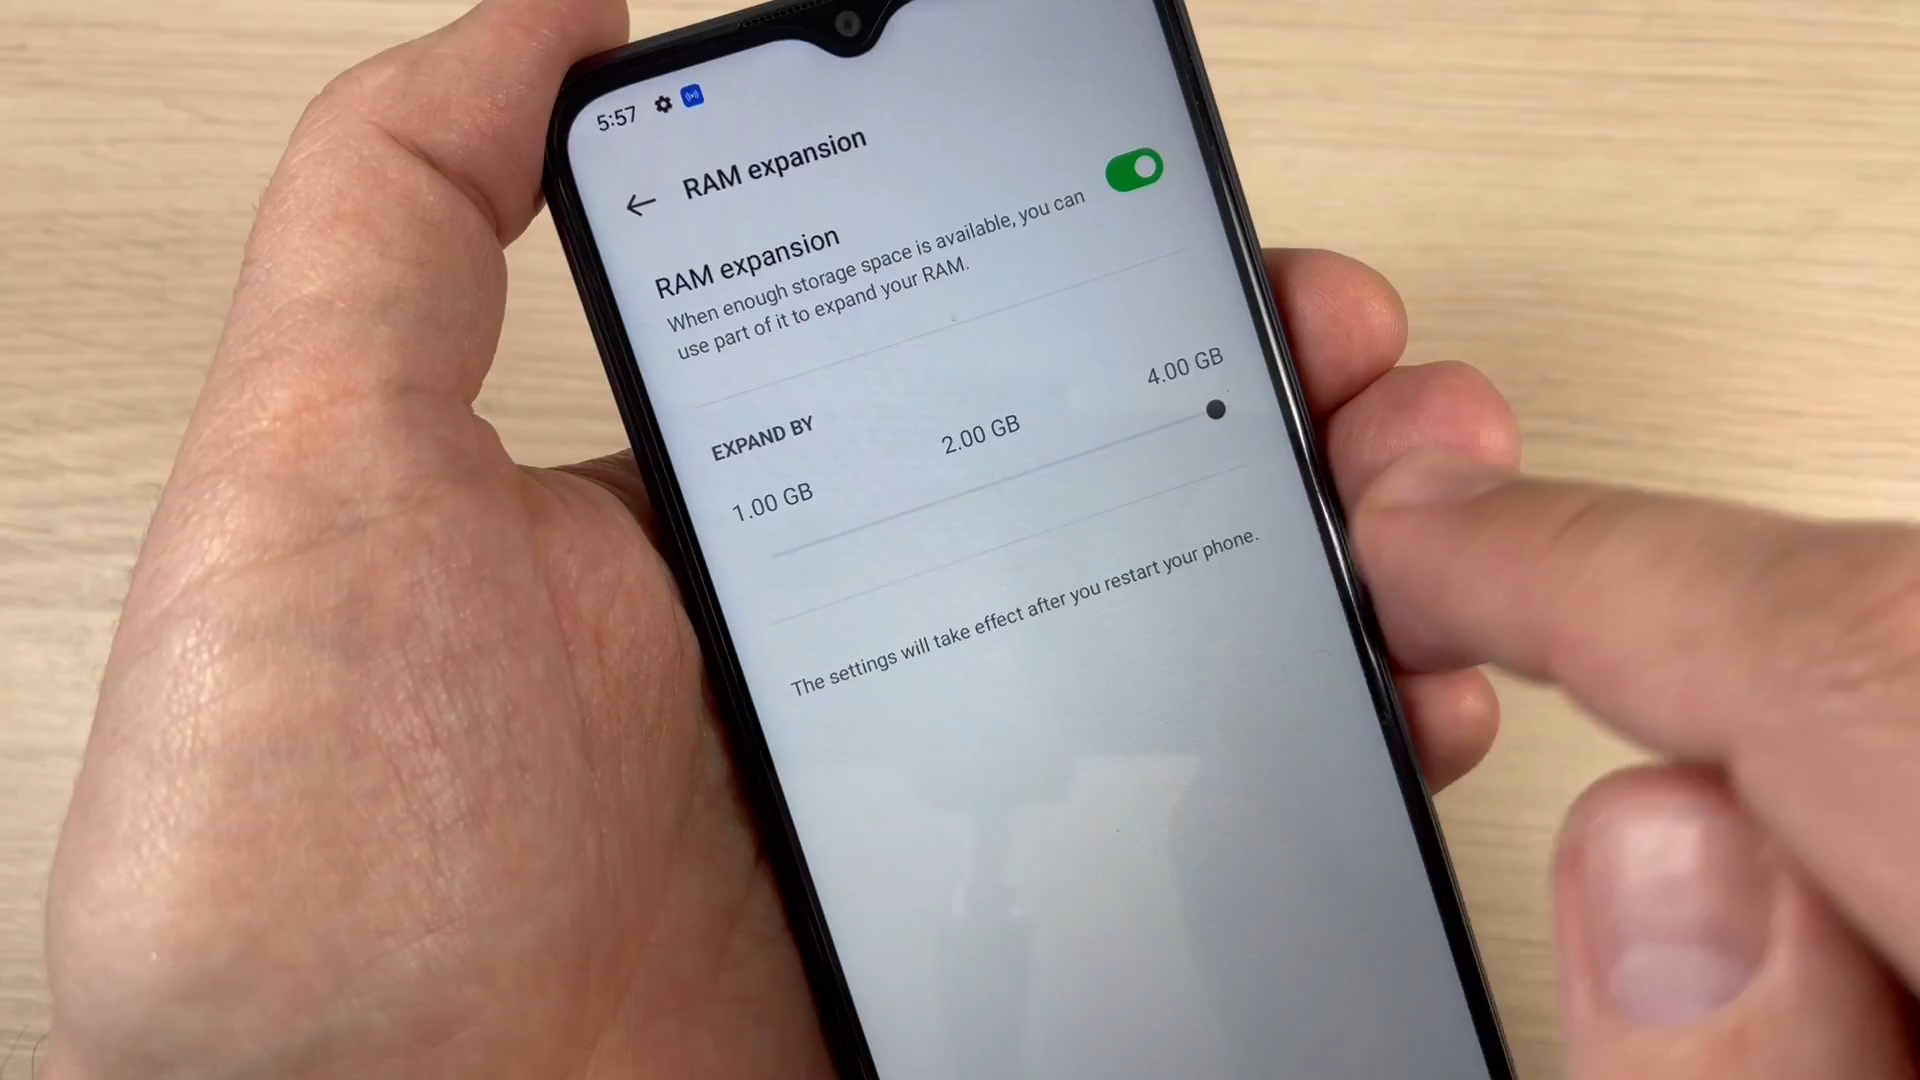 5:57
RAM expansion
RAM expansion
When enough storage space is available, you can
use part of it to expand your RAM.
EXPAND BY
1.00 GB
2.00 GB
4.00 GB
The settings will take effect after you restart your phone.